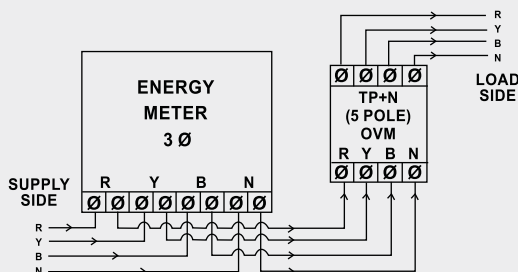 R
Y
B
N
LOAD
SIDE
ENERGY
METER
3 Ø
R Y B N
TP+N
(5 POLE)
OVM
R Y B N
SUPPLY
SIDE
R
Y
B
N